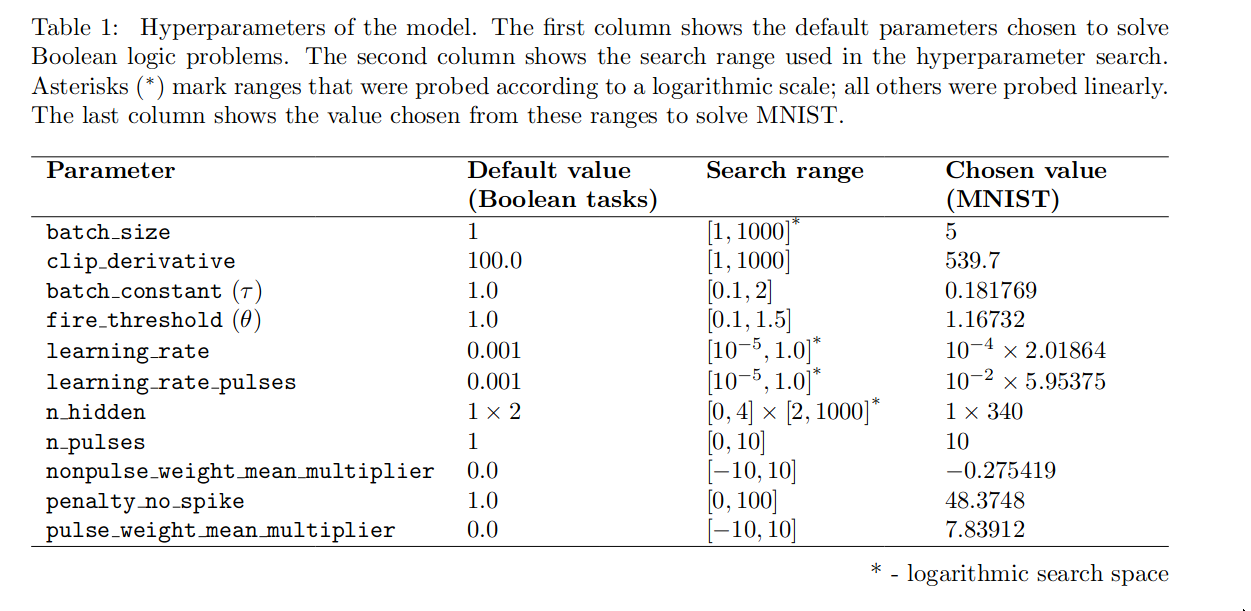 Table 1: Hyperparameters of the model. The first column shows the default parameters chosen to solve
Boolean logic problems. The second column shows the search range used in the hyperparameter search.
Asterisks (*) mark ranges that were probed according to a logarithmic scale; all others were probed linearly.
The last column shows the value chosen from these ranges to solve MNIST.
Parameter Default value Search range Chosen value
(Boolean tasks) (MNIST)
batch_size 1 [1, 1000]* 5
clip_derivative 100.0 [1, 1000] 539.7
batch_constant (τ) 1.0 [0.1, 2] 0.181769
fire_threshold (θ) 1.0 [0.1, 1.5] 1.16732
learning_rate 0.001 [10⁻⁵, 1.0]* 10⁻⁴ × 2.01864
learning_rate_pulses 0.001 [10⁻⁵, 1.0]* 10⁻² × 5.95375
n_hidden 1 × 2 [0, 4] × [2, 1000]* 1 × 340
n_pulses 1 [0, 10] 10
nonpulse_weight_mean_multiplier 0.0 [−10, 10] −0.275419
penalty_no_spike 1.0 [0, 100] 48.3748
pulse_weight_mean_multiplier 0.0 [−10, 10] 7.83912
* - logarithmic search space